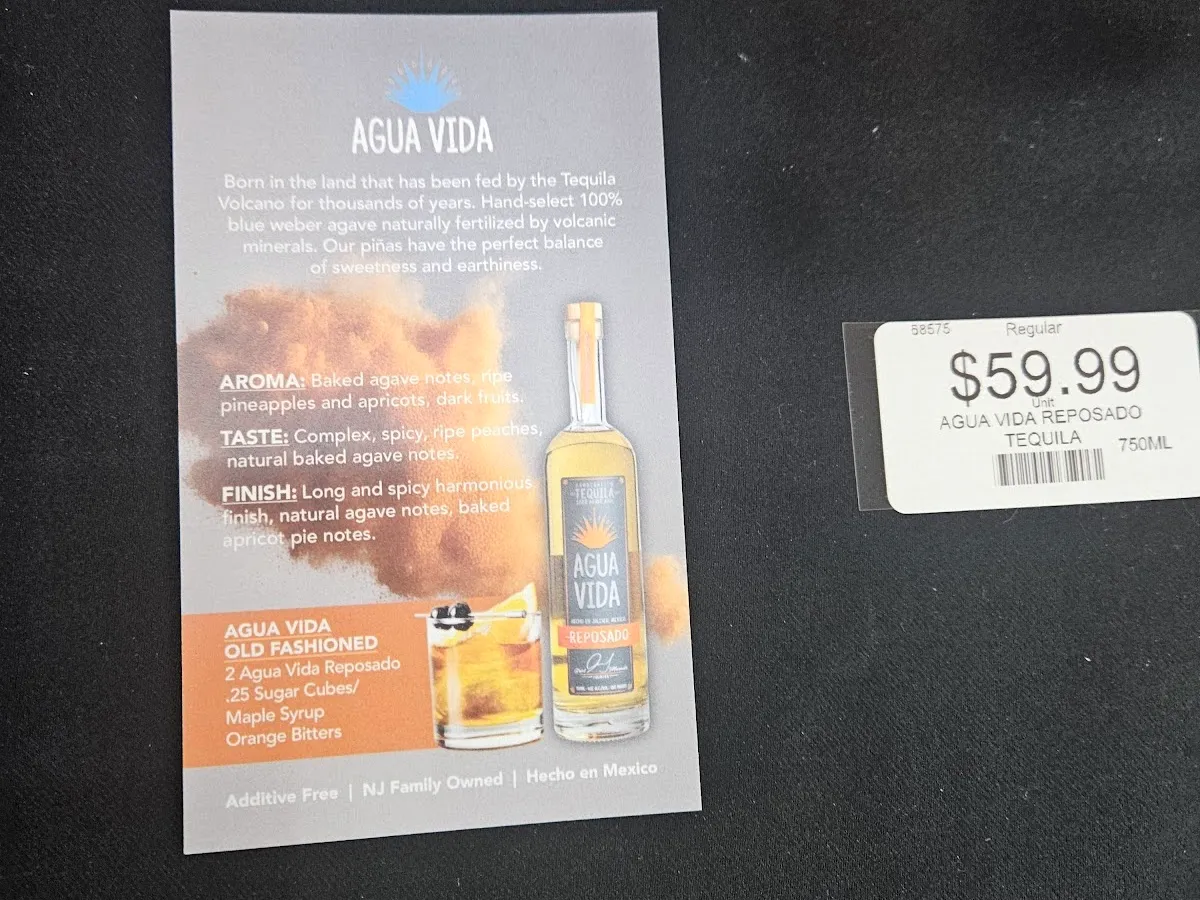 AGUA VIDA
Born in the land that has been fed by the Tequila
Volcano for thousands of years. Hand-select 100%
blue weber agave naturally fertilized by volcanic
minerals. Our piñas have the perfect balance
of sweetness and earthiness.
AROMA: Baked agave notes, ripe
pineapples and apricots, dark fruits.
TASTE: Complex, spicy, ripe peaches,
natural baked agave notes.
FINISH: Long and spicy harmonious
finish, natural agave notes, baked
apricot pie notes.
TEQUILA
AGUA
VIDA
HECHO EN JALISCO, MEXICO
REPOSADO
AGUA VIDA
OLD FASHIONED
2 Agua Vida Reposado
.25 Sugar Cubes/
Maple Syrup
Orange Bitters
Additive Free | NJ Family Owned | Hecho en Mexico
58575 Regular
$59.99
Unit
AGUA VIDA REPOSADO
TEQUILA 750ML